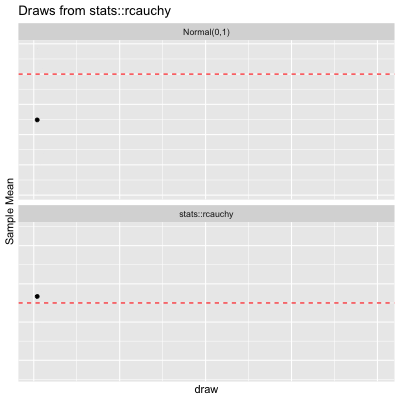 Draws from stats::rcauchy
Normal(0,1)
stats::rcauchy
Sample Mean
draw